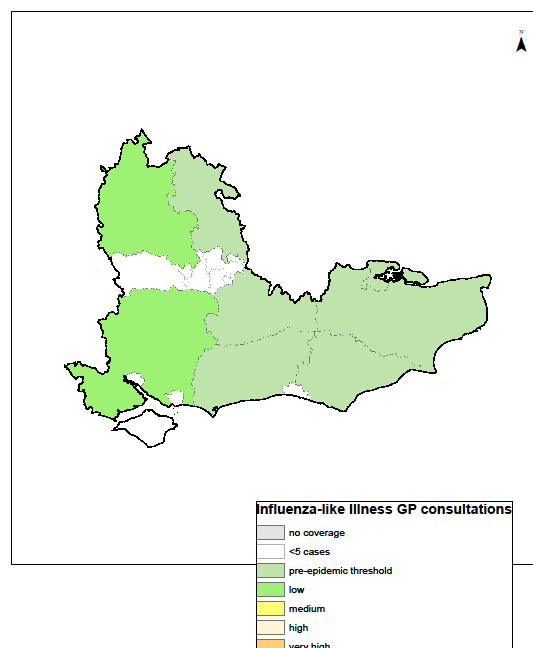 N
Influenza-like Illness GP consultations
no coverage
<5 cases
pre-epidemic threshold
low
medium
high
very high